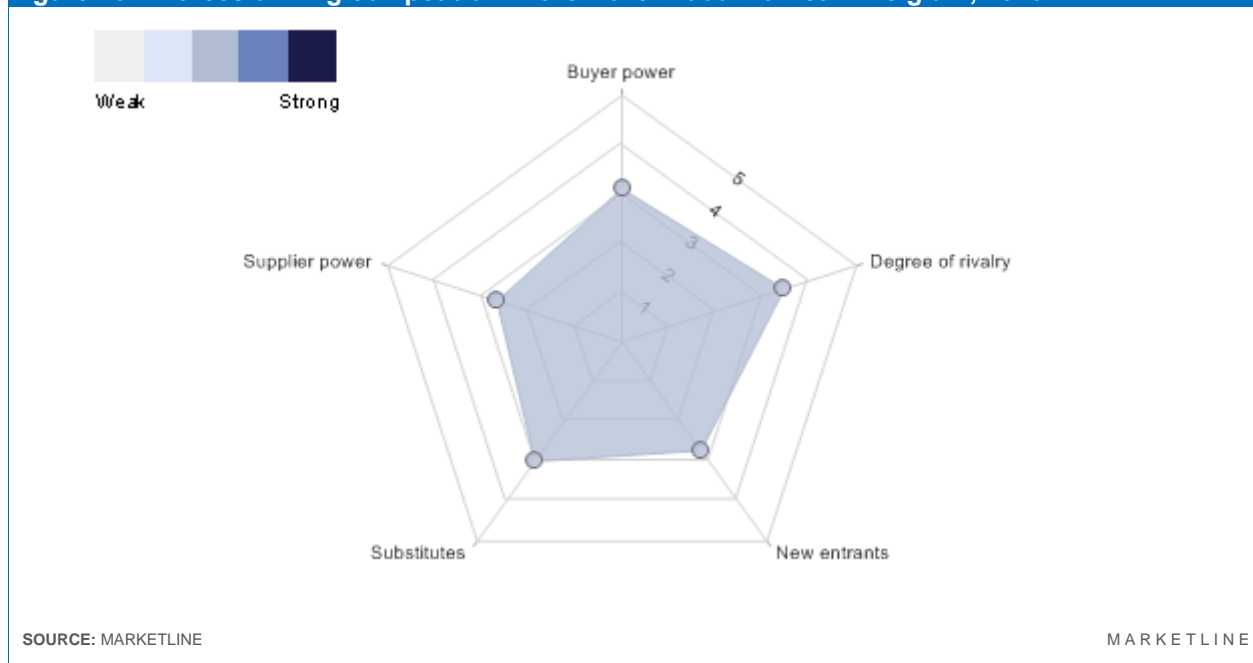 Weak
Strong
Buyer power
5
4
3
2
1
Supplier power
Degree of rivalry
Substitutes
New entrants
SOURCE: MARKETLINE
MARKETLINE